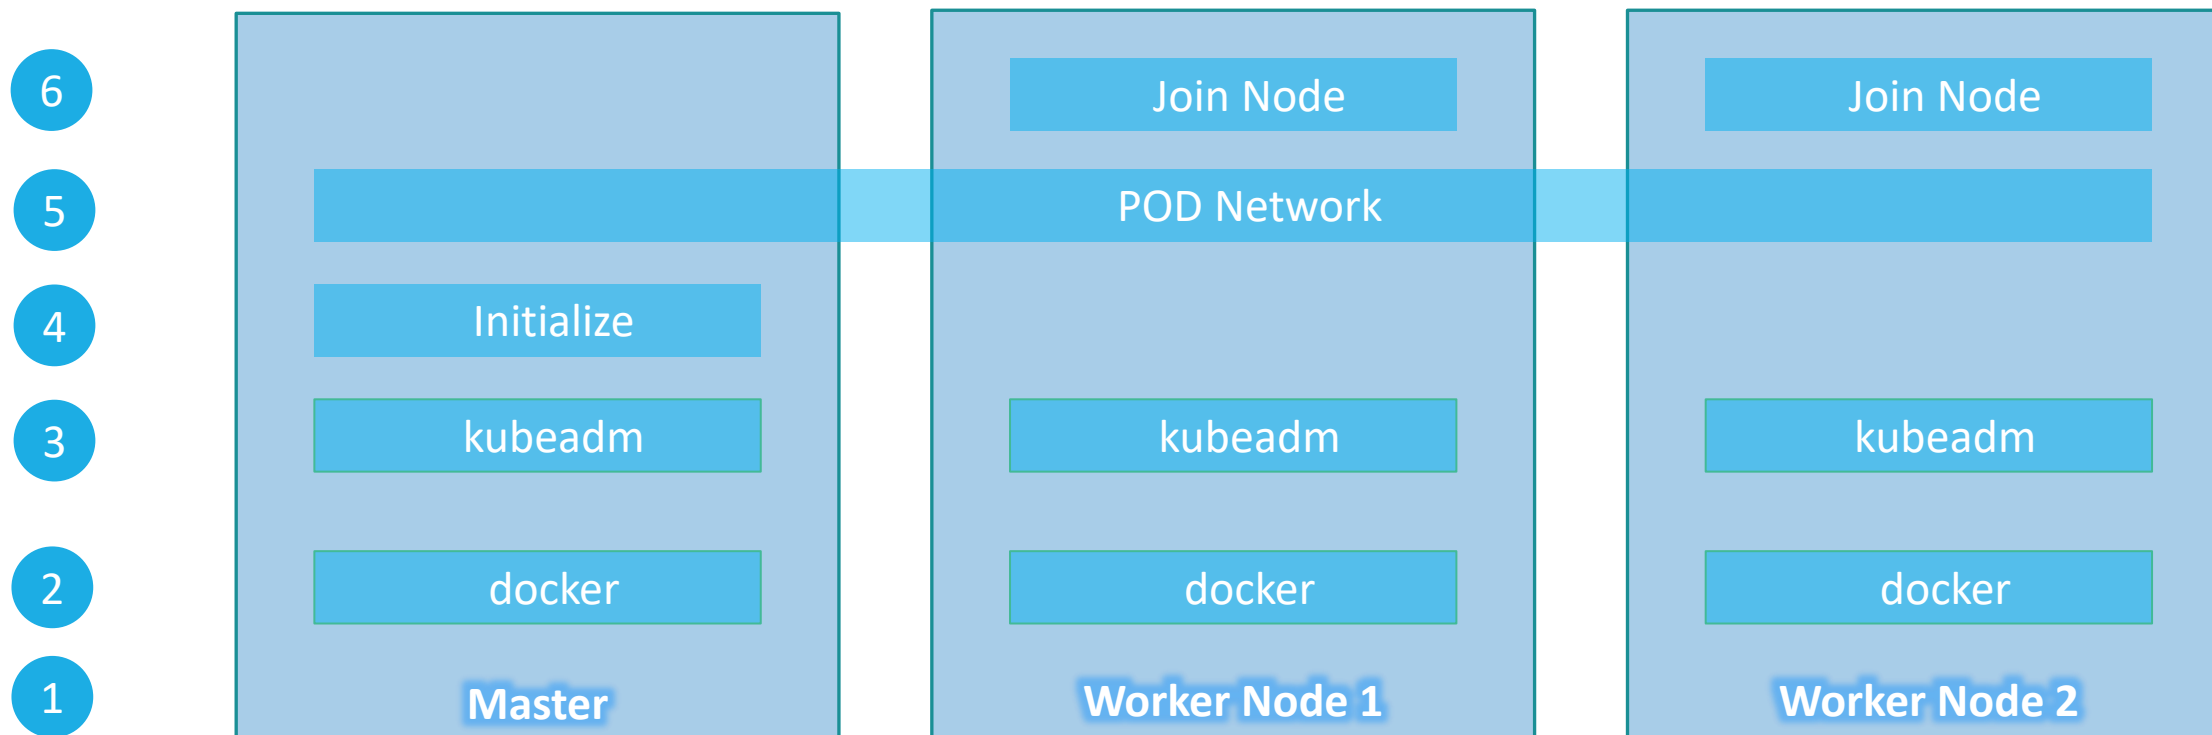 6
Join Node
Join Node
5
POD Network
4
Initialize
3
kubeadm
kubeadm
kubeadm
2
docker
docker
docker
1
Master
Worker Node 1
Worker Node 2